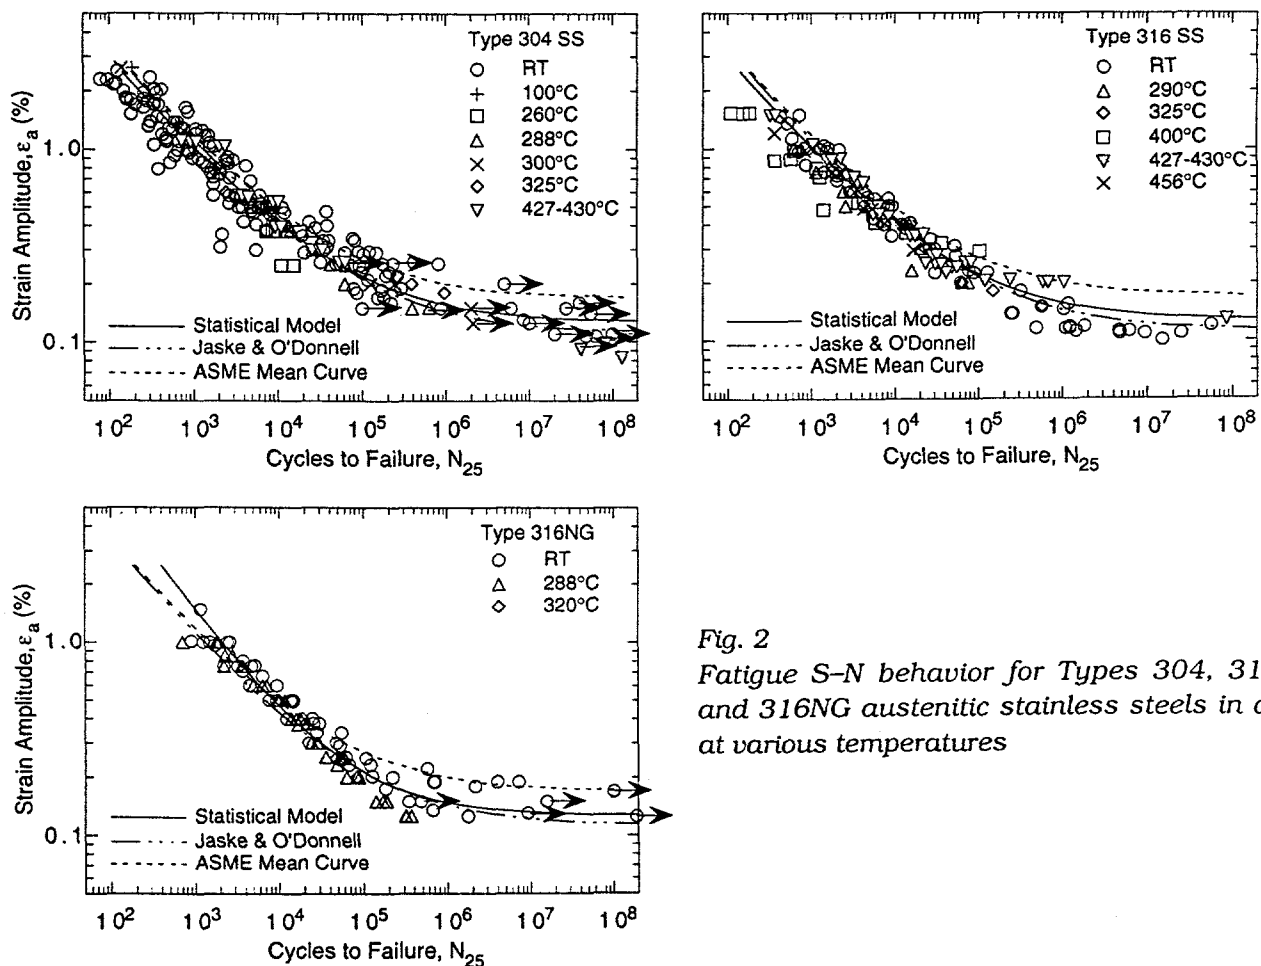 Type 304 SS
RT
100°C
260°C
288°C
300°C
325°C
427-430°C
Strain Amplitude, εa (%)
1.0
0.1
Statistical Model
Jaske & O'Donnell
ASME Mean Curve
10² 10³ 10⁴ 10⁵ 10⁶ 10⁷ 10⁸
Cycles to Failure, N25
Type 316 SS
RT
290°C
325°C
400°C
427-430°C
456°C
1.0
0.1
Statistical Model
Jaske & O'Donnell
ASME Mean Curve
10² 10³ 10⁴ 10⁵ 10⁶ 10⁷ 10⁸
Cycles to Failure, N25
Type 316NG
RT
288°C
320°C
Strain Amplitude, εa (%)
1.0
0.1
Statistical Model
Jaske & O'Donnell
ASME Mean Curve
10² 10³ 10⁴ 10⁵ 10⁶ 10⁷ 10⁸
Cycles to Failure, N25
Fig. 2
Fatigue S–N behavior for Types 304, 31
and 316NG austenitic stainless steels in
at various temperatures